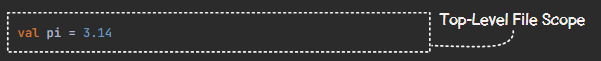 Top-Level File Scope
val pi = 3.14